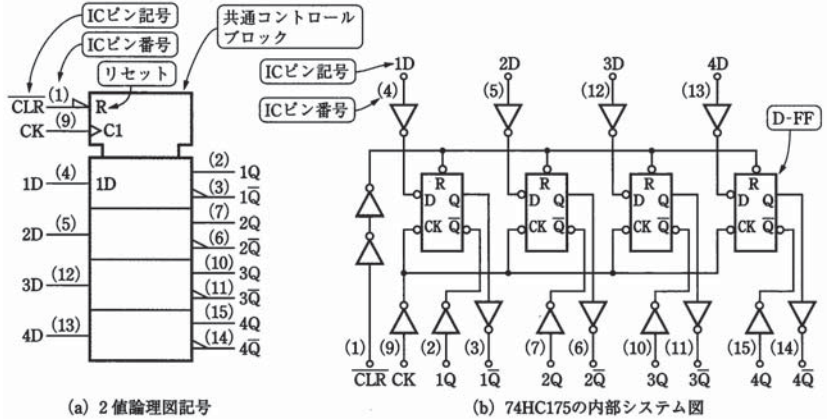 ICピン記号
ICピン番号
共通コントロール
ブロック
リセット
(1)
C̅L̅R̅
R
(9)
CK
C1
(4)
1D
1D
(2)
1Q
(3)
1Q̅
(5)
2D
(7)
2Q
(6)
2Q̅
(12)
3D
(10)
3Q
(11)
3Q̅
(13)
4D
(15)
4Q
(14)
4Q̅
(a) 2値論理図記号
ICピン記号
1D
2D
3D
4D
ICピン番号
(4)
(5)
(12)
(13)
D-FF
R
R
R
R
D Q
D Q
D Q
D Q
CK Q̅
CK Q̅
CK Q̅
CK Q̅
(1)
(9)
(2)
(3)
(7)
(6)
(10)
(11)
(15)
(14)
C̅L̅R̅ CK 1Q 1Q̅ 2Q 2Q̅ 3Q 3Q̅ 4Q 4Q̅
(b) 74HC175の内部システム図